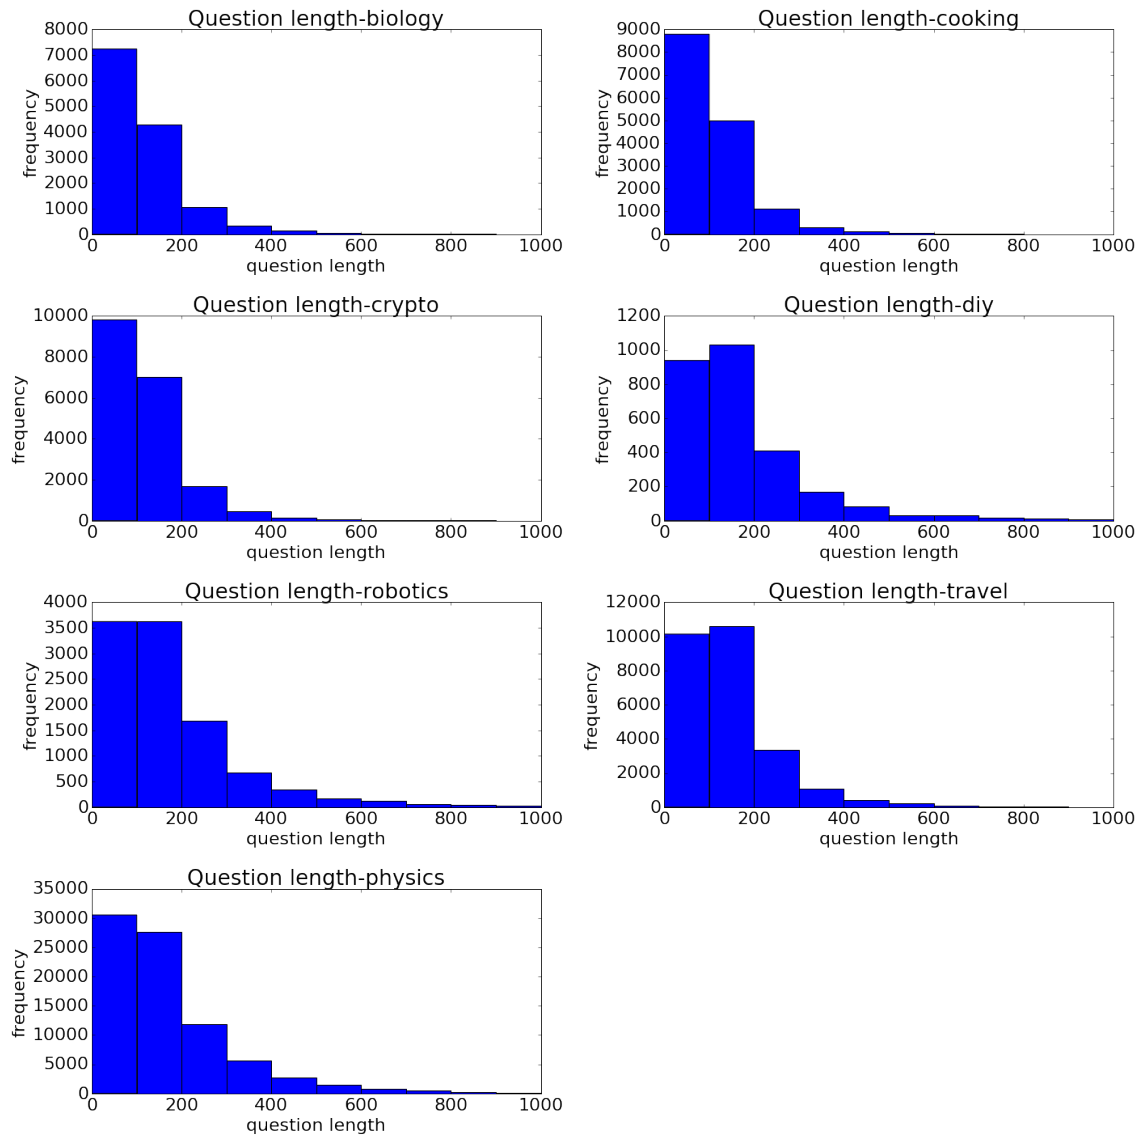 Question length-biology
8000
7000
6000
5000
4000
3000
2000
1000
0
frequency
0 200 400 600 800 1000
question length
Question length-cooking
9000
8000
7000
6000
5000
4000
3000
2000
1000
0
frequency
0 200 400 600 800 1000
question length
Question length-crypto
10000
8000
6000
4000
2000
0
frequency
0 200 400 600 800 1000
question length
Question length-diy
1200
1000
800
600
400
200
0
frequency
0 200 400 600 800 1000
question length
Question length-robotics
4000
3500
3000
2500
2000
1500
1000
500
0
frequency
0 200 400 600 800 1000
question length
Question length-travel
12000
10000
8000
6000
4000
2000
0
frequency
0 200 400 600 800 1000
question length
Question length-physics
35000
30000
25000
20000
15000
10000
5000
0
frequency
0 200 400 600 800 1000
question length